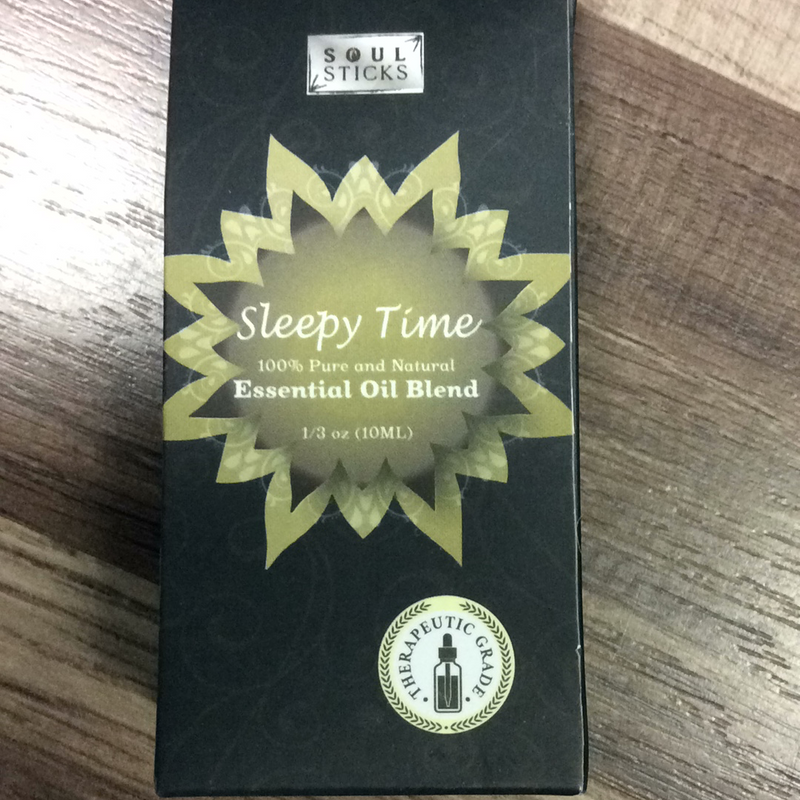 SOUL
STICKS
Sleepy Time
100% Pure and Natural
Essential Oil Blend
1/3 oz (10ML)
• THERAPEUTIC GRADE •